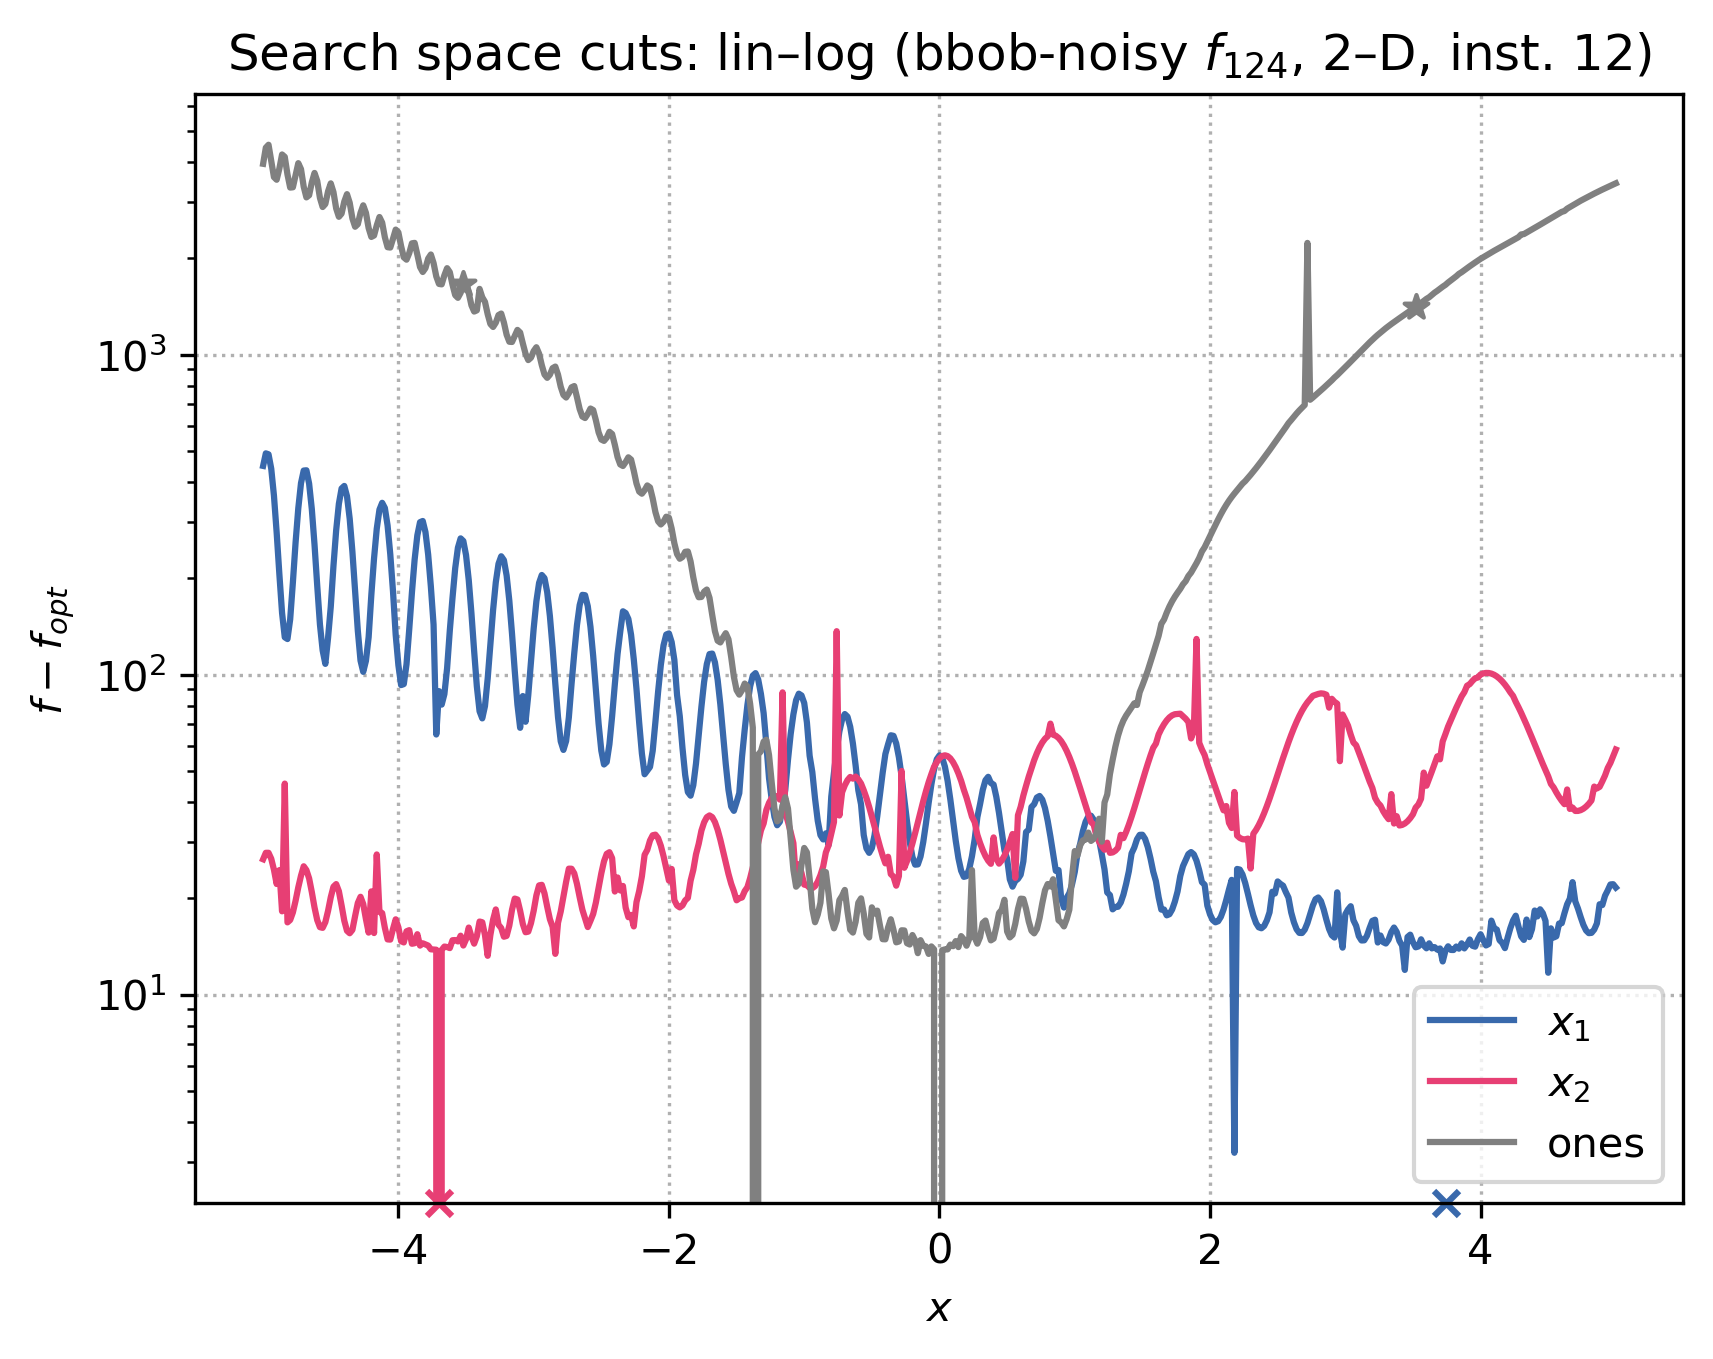 Search space cuts: lin–log (bbob-noisy f₁₂₄, 2–D, inst. 12)
f − f_opt
10³
10²
10¹
x₁
x₂
ones
−4 −2 0 2 4
x